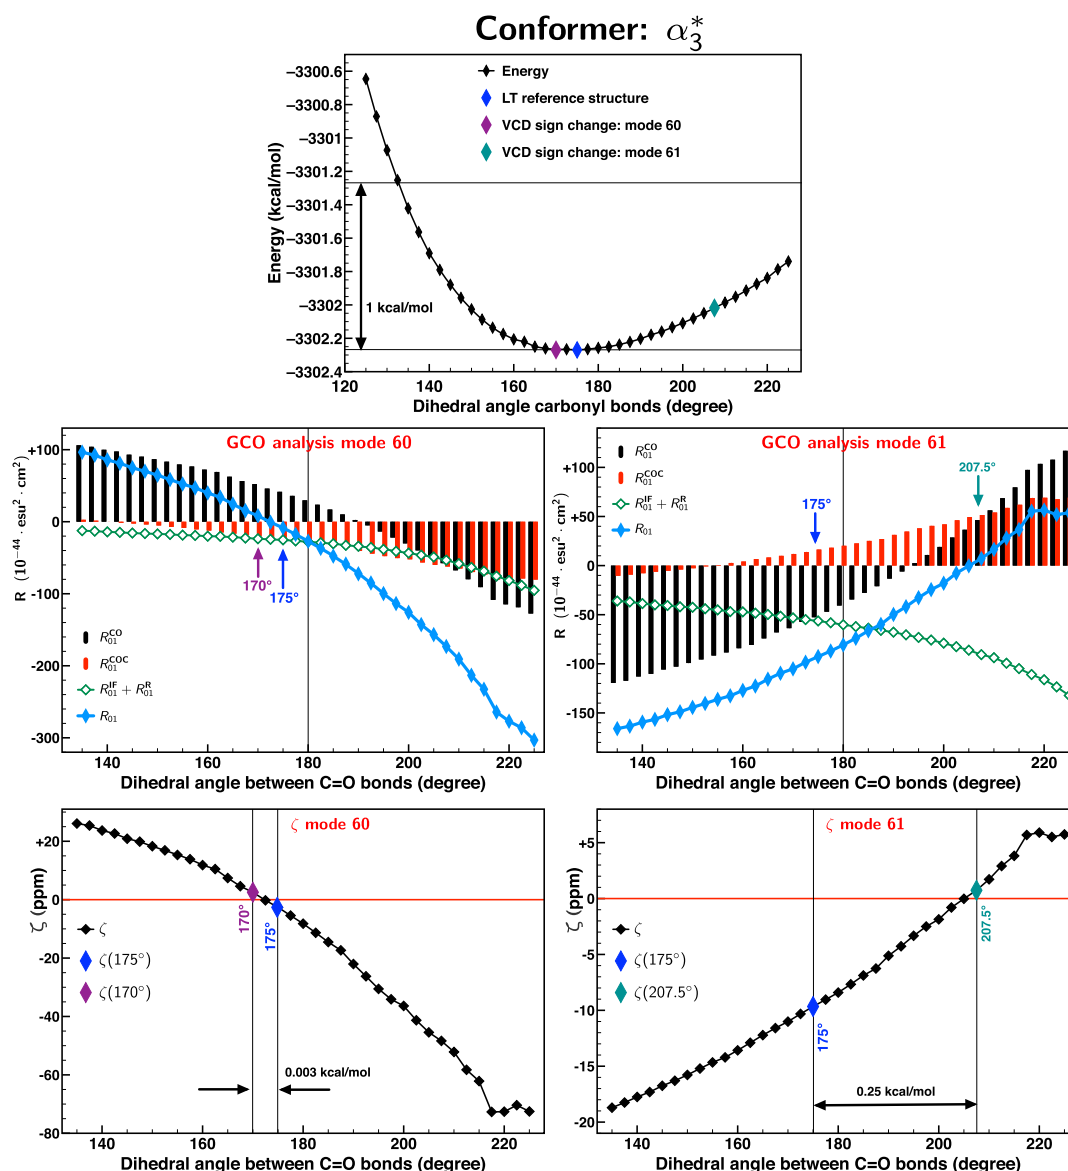 Conformer: α₃*
Energy (kcal/mol)
−3300.6
−3300.8
−3301
−3301.2
−3301.4
−3301.6
−3301.8
−3302
−3302.2
−3302.4
Energy
LT reference structure
VCD sign change: mode 60
VCD sign change: mode 61
1 kcal/mol
120 140 160 180 200 220
Dihedral angle carbonyl bonds (degree)
GCO analysis mode 60
R (10⁻⁴⁴ · esu² · cm²)
+100
0
-100
-200
-300
170°
175°
R₀₁^CO
R₀₁^COC
R₀₁^IF + R₀₁^R
R₀₁
140 160 180 200 220
Dihedral angle between C=O bonds (degree)
GCO analysis mode 61
R (10⁻⁴⁴ · esu² · cm²)
+100
+50
0
-50
-100
-150
R₀₁^CO
R₀₁^COC
R₀₁^IF + R₀₁^R
R₀₁
175°
207.5°
140 160 180 200 220
Dihedral angle between C=O bonds (degree)
ζ mode 60
ζ (ppm)
+20
0
-20
-40
-60
-80
170°
175°
ζ
ζ(175°)
ζ(170°)
0.003 kcal/mol
140 160 180 200 220
Dihedral angle between C=O bonds (degree)
ζ mode 61
ζ (ppm)
+5
0
-5
-10
-15
-20
ζ
ζ(175°)
ζ(207.5°)
175°
207.5°
0.25 kcal/mol
140 160 180 200 220
Dihedral angle between C=O bonds (degree)